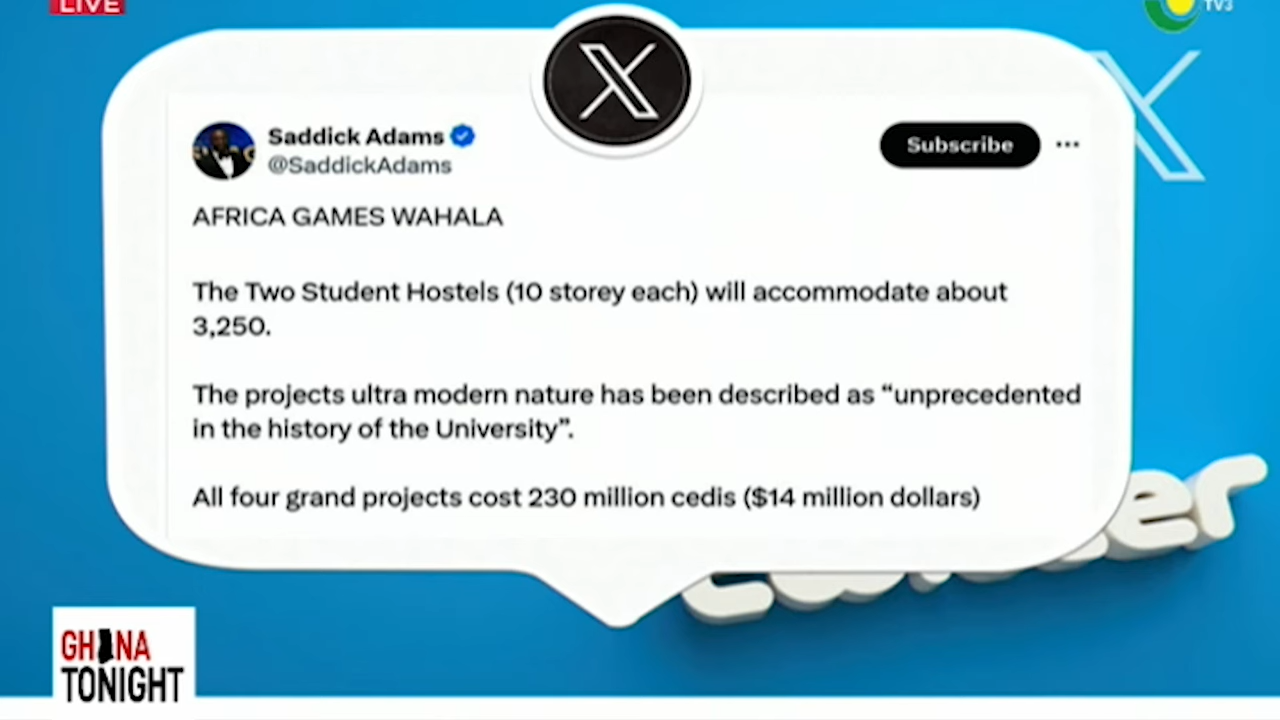 LIVE
TV3
X
Saddick Adams
@SaddickAdams
Subscribe
AFRICA GAMES WAHALA
The Two Student Hostels (10 storey each) will accommodate about
3,250.
The projects ultra modern nature has been described as “unprecedented
in the history of the University”.
All four grand projects cost 230 million cedis ($14 million dollars)
GHANA
TONIGHT